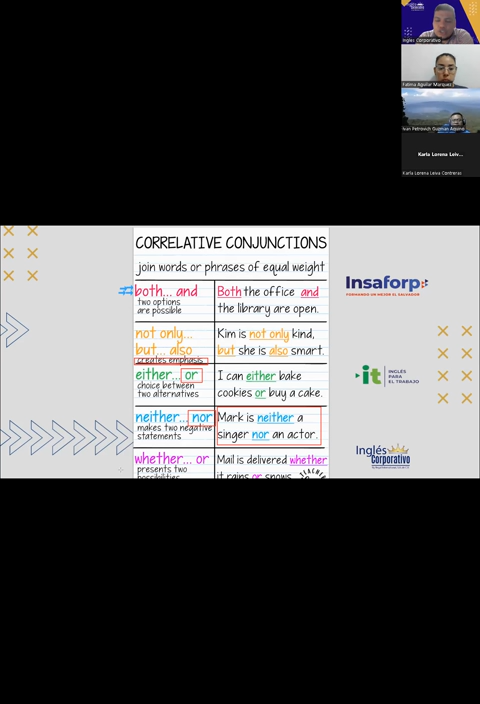 Inglés Corporativo
Fatima Aguilar Marquez
Ivan Petrovich Guzman Aquino
Karla Lorena Leiv...
Karla Lorena Leiva Contreras
CORRELATIVE CONJUNCTIONS
join words or phrases of equal weight
both... and
two options
are possible
Both the office and
the library are open.
not only...
but... also
creates emphasis
Kim is not only kind,
but she is also smart.
either... or
choice between
two alternatives
I can either bake
cookies or buy a cake.
neither... nor
makes two negative
statements
Mark is neither a
singer nor an actor.
whether... or
presents two
possibilities
Mail is delivered whether
it rains or snows.
Insaforp
FORMANDO UN MEJOR EL SALVADOR
it
INGLÉS
PARA
EL TRABAJO
Inglés
Corporativo